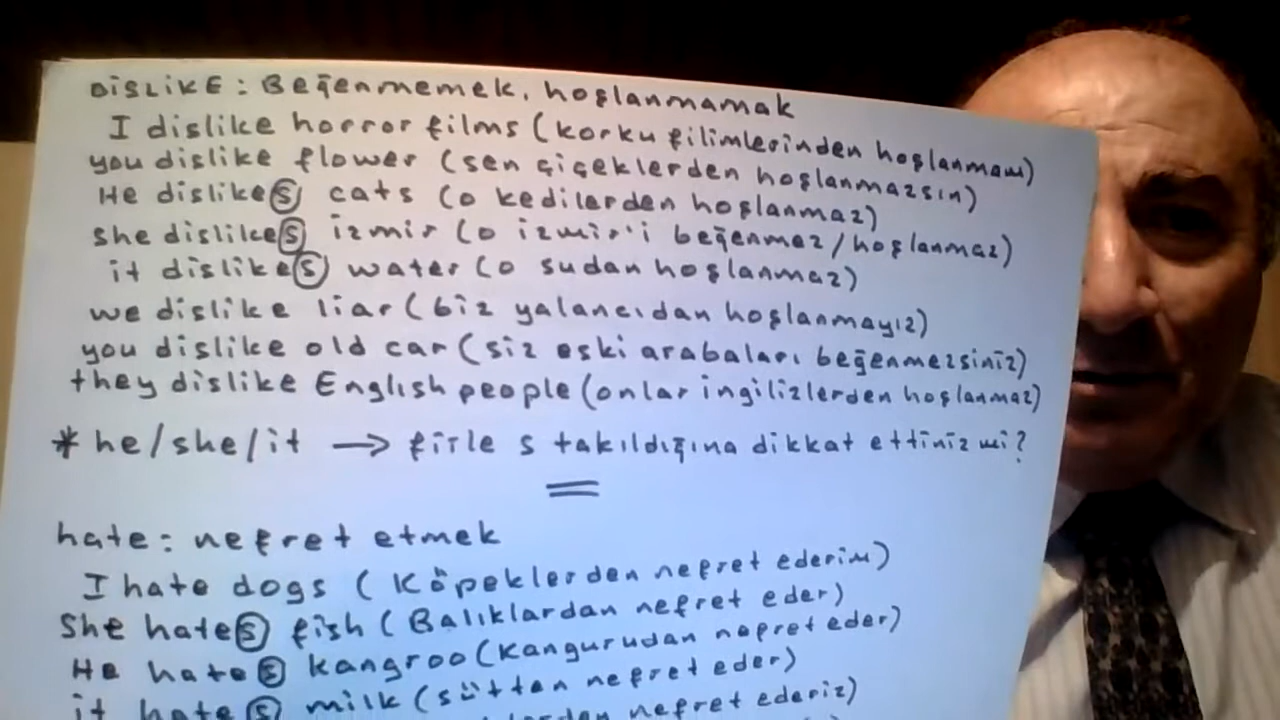 DISLIKE: Beğenmemek, hoşlanmamak
I dislike horror films (korku filimlerinden hoşlanmam)
you dislike flower (sen çiçeklerden hoşlanmazsın)
He dislikes cats (o kedilerden hoşlanmaz)
she dislikes izmir (o izmir'i beğenmez/hoşlanmaz)
it dislikes water (o sudan hoşlanmaz)
we dislike liar (biz yalancıdan hoşlanmayız)
you dislike old car (siz eski arabaları beğenmezsiniz)
they dislike English people (onlar ingilizlerden hoşlanmaz)
* he/she/it → fiile s takıldığına dikkat ettiniz mi?
hate: nefret etmek
I hate dogs (Köpeklerden nefret ederim)
She hates fish (Balıklardan nefret eder)
He hates kangroo (kangurudan nefret eder)
it hates milk (sütten nefret eder)
nefret ederiz)